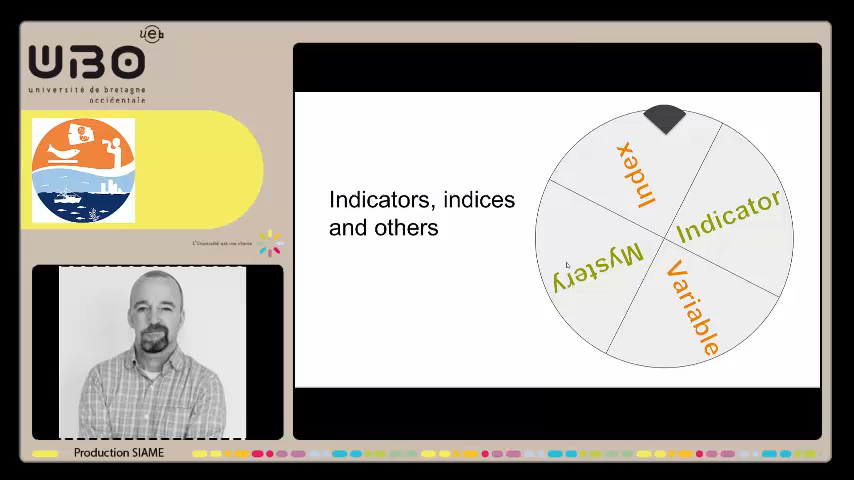 ueb
UBO
université de bretagne
occidentale
L'Université est une chance
Indicators, indices
and others
Index
Indicator
Mystery
Variable
Production SIAME